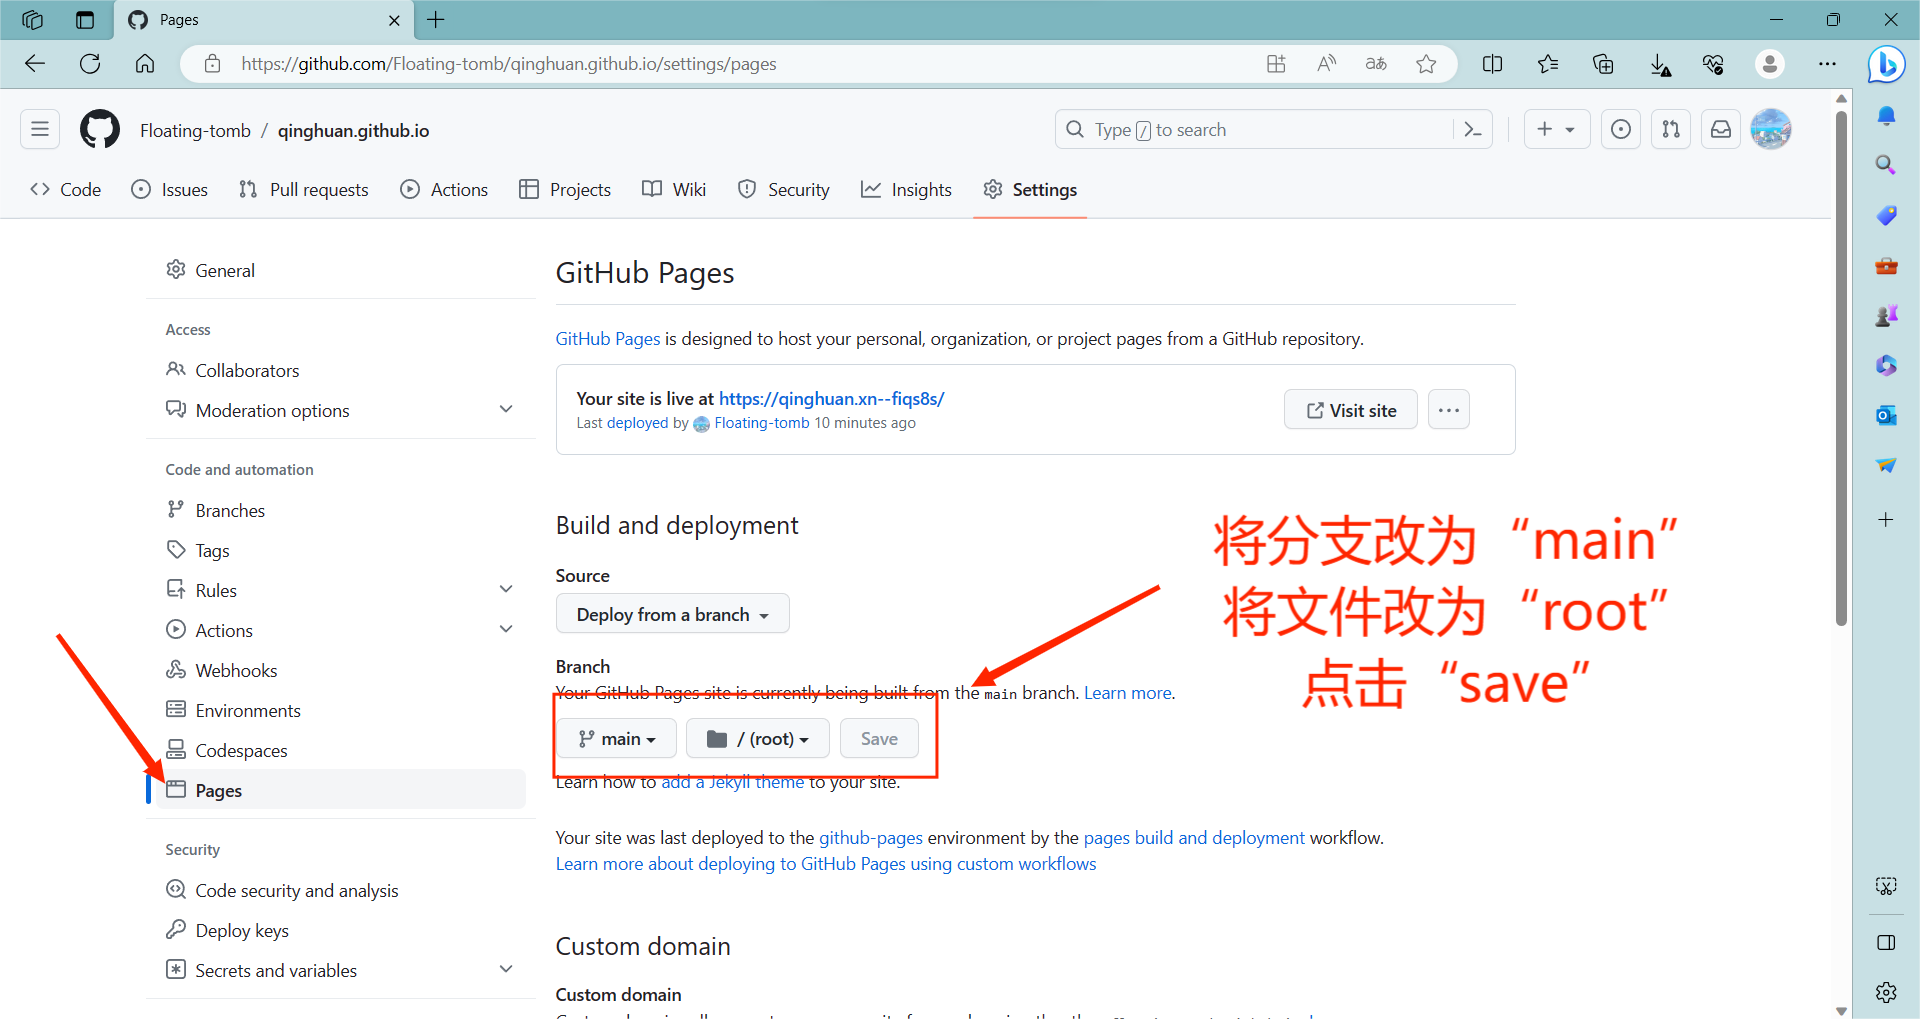 Pages
https://github.com/Floating-tomb/qinghuan.github.io/settings/pages
Floating-tomb / qinghuan.github.io
Type / to search
Code
Issues
Pull requests
Actions
Projects
Wiki
Security
Insights
Settings
General
Access
Collaborators
Moderation options
Code and automation
Branches
Tags
Rules
Actions
Webhooks
Environments
Codespaces
Pages
Security
Code security and analysis
Deploy keys
Secrets and variables
GitHub Pages
GitHub Pages is designed to host your personal, organization, or project pages from a GitHub repository.
Your site is live at https://qinghuan.xn--fiqs8s/
Last deployed by Floating-tomb 10 minutes ago
Visit site
Build and deployment
Source
Deploy from a branch
Branch
Your GitHub Pages site is currently being built from the main branch. Learn more.
main
/ (root)
Save
Learn how to add a Jekyll theme to your site.
Your site was last deployed to the github-pages environment by the pages build and deployment workflow.
Learn more about deploying to GitHub Pages using custom workflows
Custom domain
Custom domain
将分支改为“main”
将文件改为“root”
点击“save”